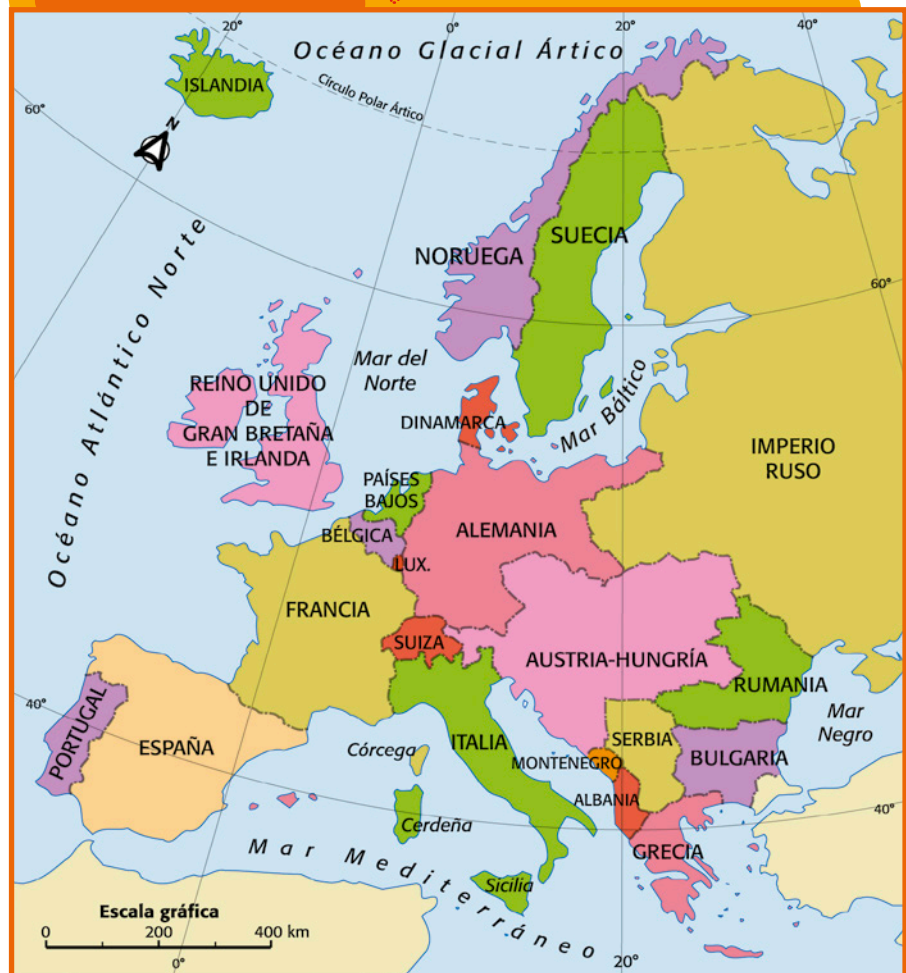 20°
0°
20°
40°
Océano Glacial Ártico
ISLANDIA
Círculo Polar Ártico
60°
N
Océano Atlántico Norte
NORUEGA
SUECIA
60°
Mar del
Norte
REINO UNIDO
DE
GRAN BRETAÑA
E IRLANDA
DINAMARCA
Mar Báltico
IMPERIO
RUSO
PAÍSES
BAJOS
ALEMANIA
BÉLGICA
LUX.
FRANCIA
SUIZA
AUSTRIA-HUNGRÍA
RUMANIA
40°
PORTUGAL
ESPAÑA
Córcega
ITALIA
SERBIA
Mar
Negro
MONTENEGRO
BULGARIA
ALBANIA
40°
Cerdeña
GRECIA
Mar Mediterráneo
Sicilia
Escala gráfica
0 200 400 km
0°
20°